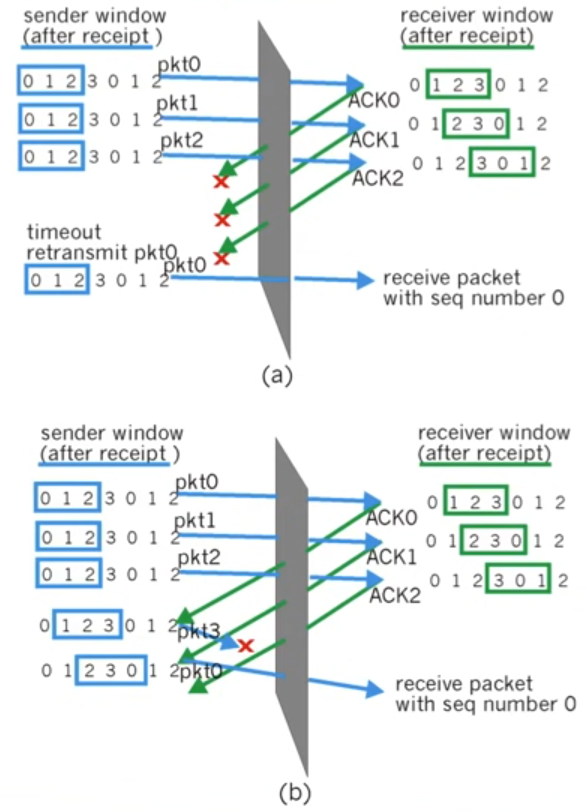 sender window
(after receipt )
receiver window
(after receipt)
0 1 2 3 0 1 2
pkt0
0 1 2 3 0 1 2
ACK0
0 1 2 3 0 1 2
pkt1
0 1 2 3 0 1 2
ACK1
0 1 2 3 0 1 2
pkt2
0 1 2 3 0 1 2
ACK2
timeout
retransmit pkt0
0 1 2 3 0 1 2
pkt0
receive packet
with seq number 0
(a)
sender window
(after receipt )
receiver window
(after receipt)
0 1 2 3 0 1 2
pkt0
0 1 2 3 0 1 2
ACK0
0 1 2 3 0 1 2
pkt1
0 1 2 3 0 1 2
ACK1
0 1 2 3 0 1 2
pkt2
0 1 2 3 0 1 2
ACK2
0 1 2 3 0 1 2
pkt3
0 1 2 3 0 1 2
pkt0
receive packet
with seq number 0
(b)